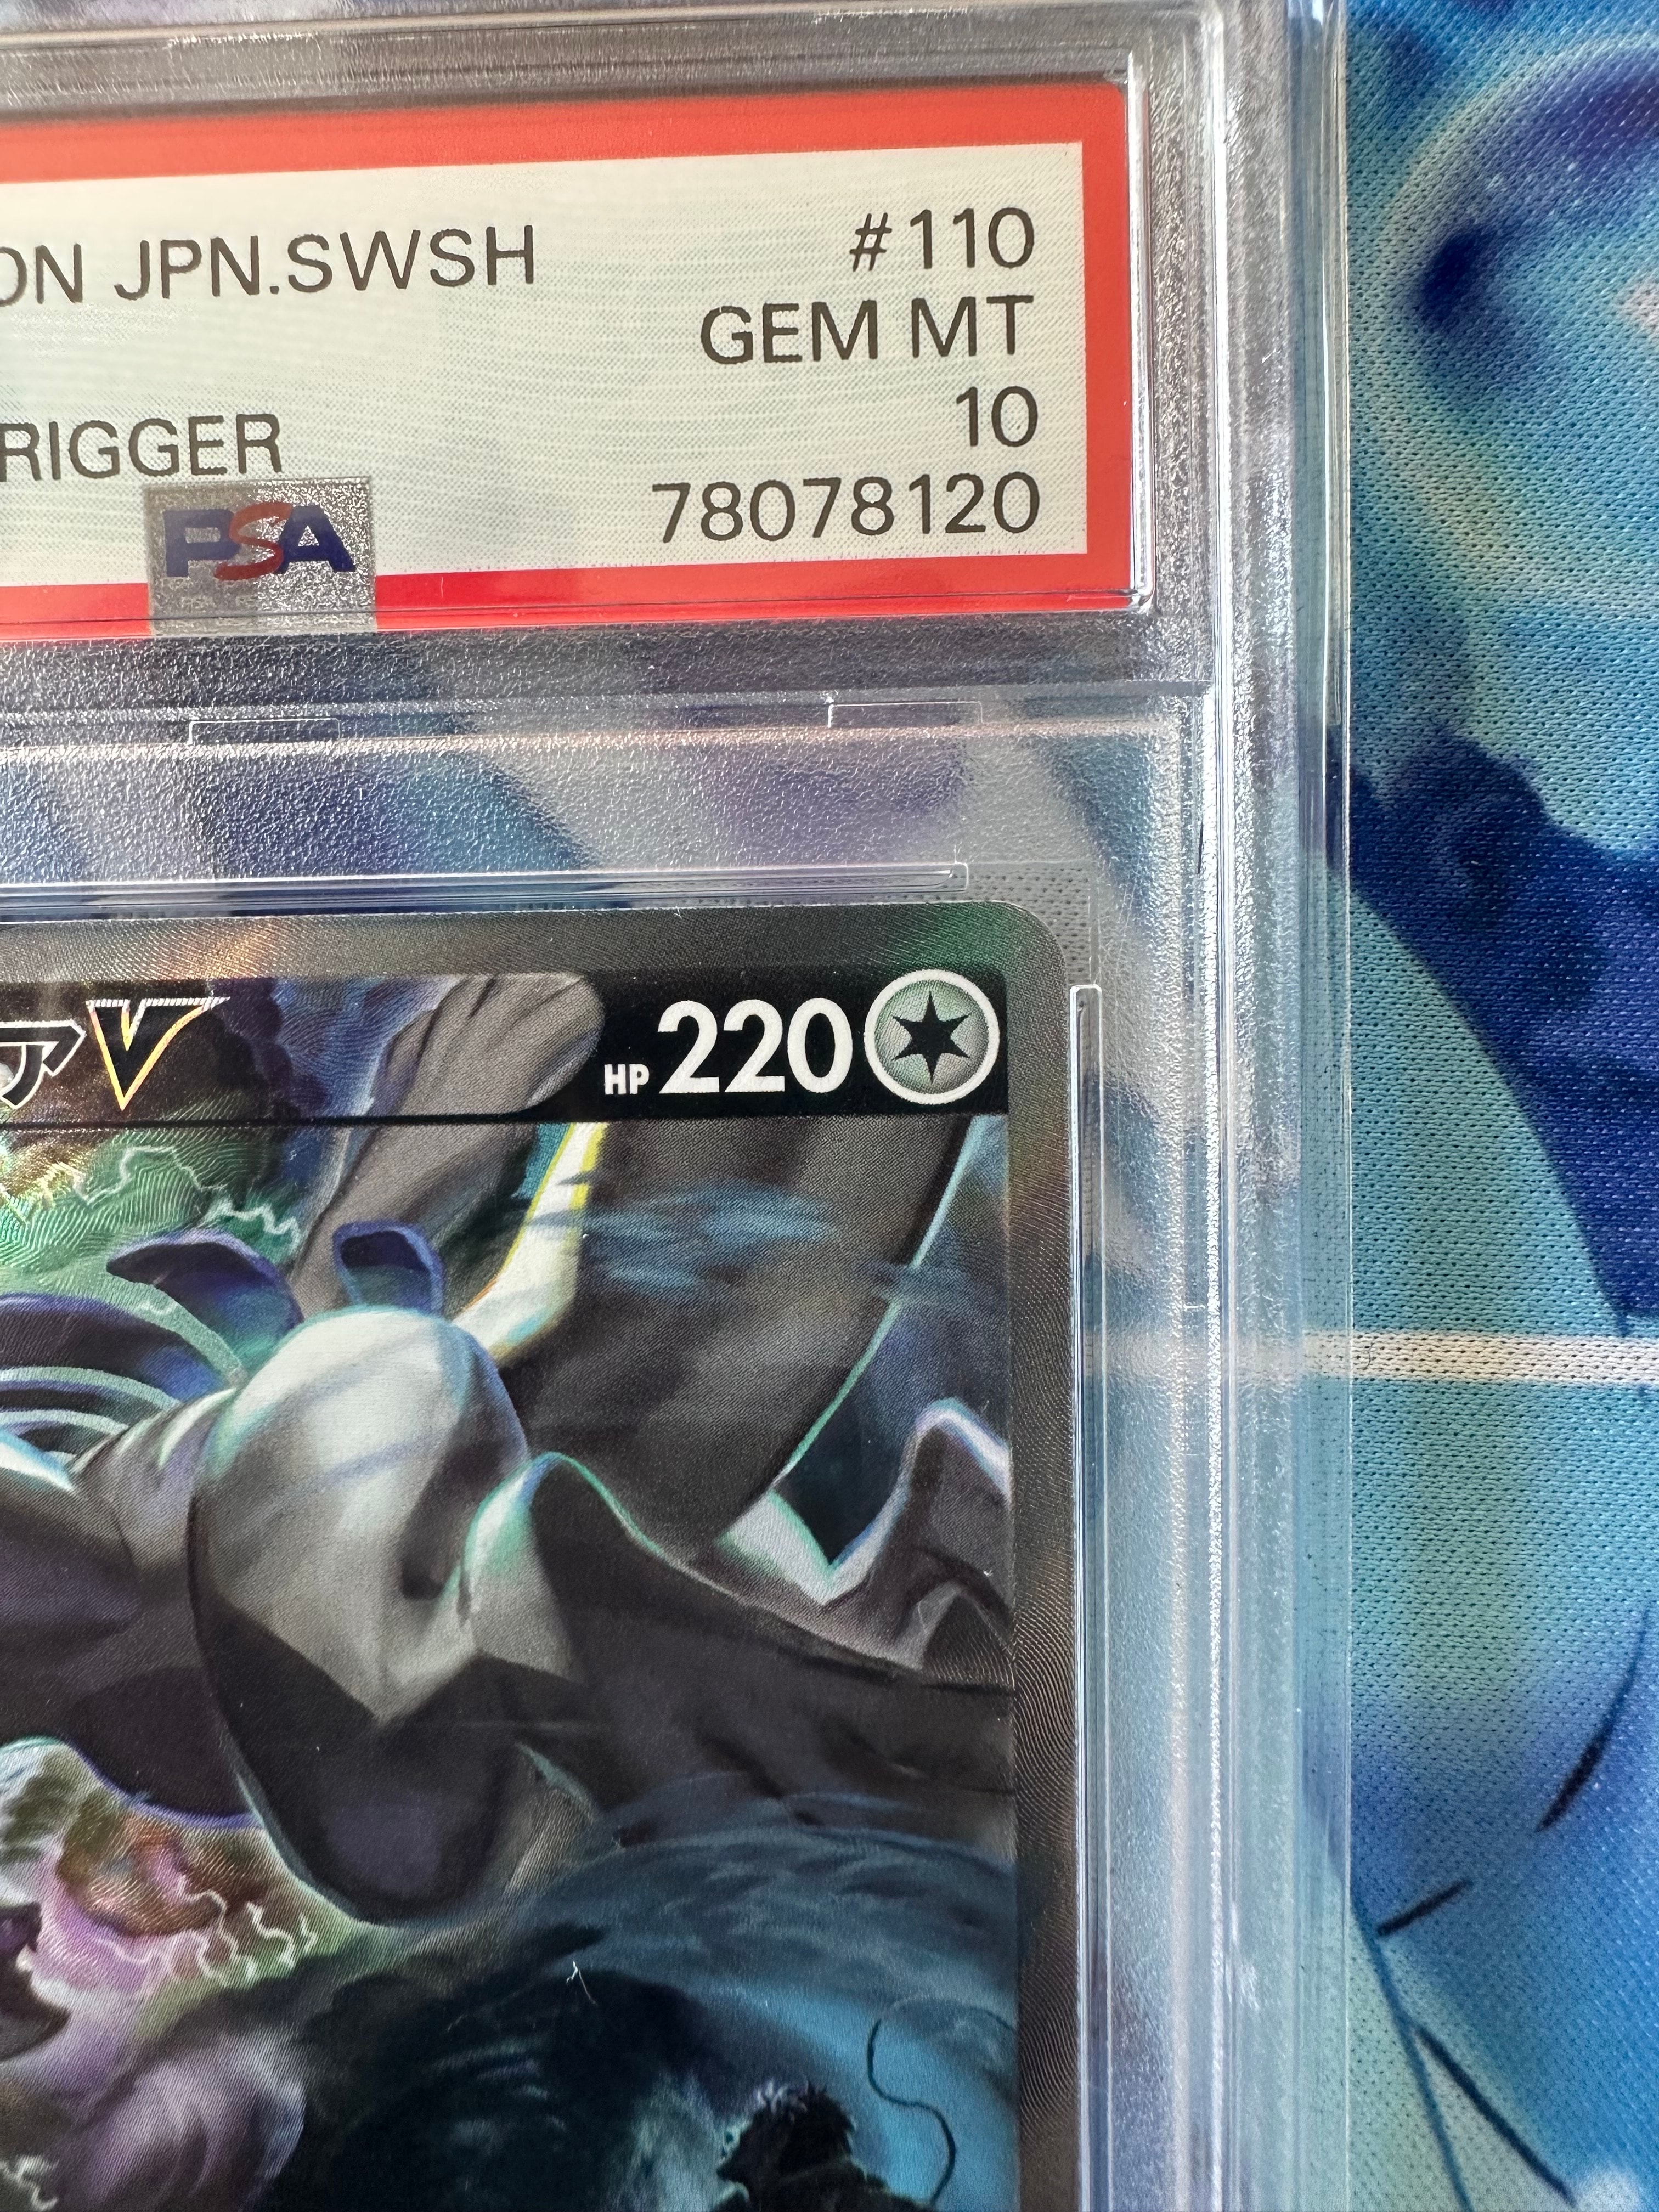 ON JPN.SWSH #110
GEM MT
RIGGER 10
PSA 78078120
アV HP 220